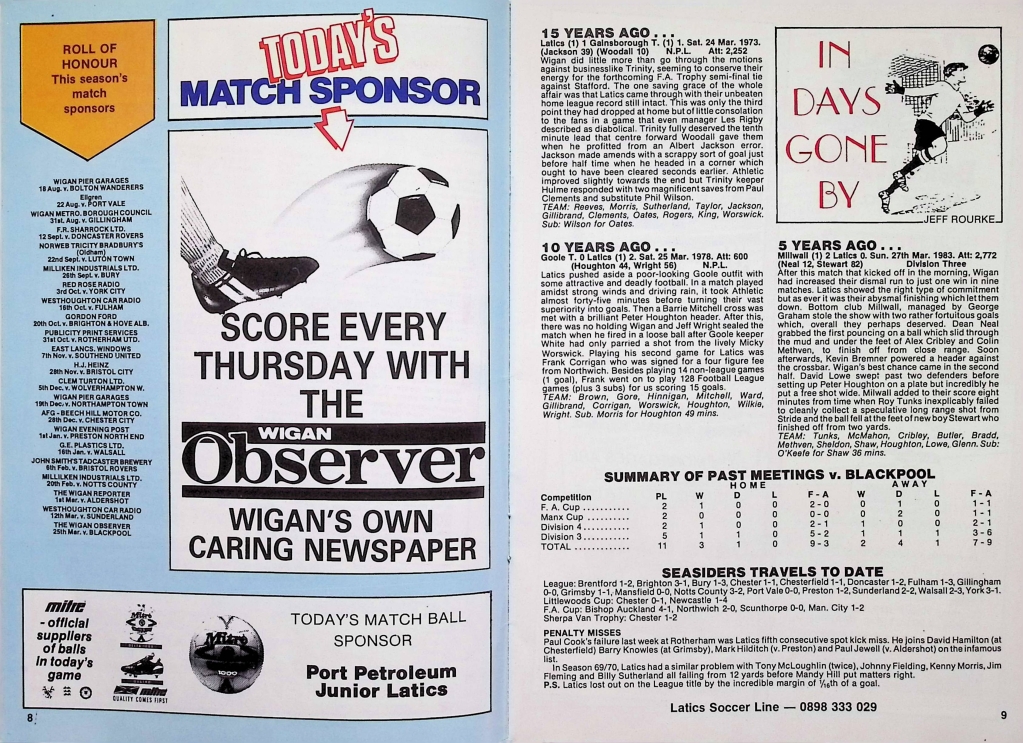 ROLL OF
HONOUR
This season's
match
sponsors
WIGAN PIER GARAGES
18 Aug. v. BOLTON WANDERERS
Ellgren
22 Aug. v. PORT VALE
WIGAN METRO. BOROUGH COUNCIL
31st. Aug. v. GILLINGHAM
F.R. SHARROCK LTD.
12 Sept. v. DONCASTER ROVERS
NORWEB TRICITY BRADBURY'S
(Oldham)
22nd Sept. v. LUTON TOWN
MILLIKEN INDUSTRIALS LTD.
26th Sept. v. BURY
RED ROSE RADIO
3rd Oct. v. YORK CITY
WESTHOUGHTON CAR RADIO
16th Oct. v. FULHAM
GORDON FORD
20th Oct. v. BRIGHTON & HOVE ALB.
PUBLICITY PRINT SERVICES
31st Oct. v. ROTHERHAM UTD.
EAST LANCS. WINDOWS
7th Nov. v. SOUTHEND UNITED
H.J. HEINZ
28th Nov. v. BRISTOL CITY
CLEM TURTON LTD.
5th Dec. v. WOLVERHAMPTON W.
WIGAN PIER GARAGES
19th Dec. v. NORTHAMPTON TOWN
AFG - BEECH HILL MOTOR CO.
28th Dec. v. CHESTER CITY
WIGAN EVENING POST
1st Jan. v. PRESTON NORTH END
G.E. PLASTICS LTD.
16th Jan. v. WALSALL
JOHN SMITH'S TADCASTER BREWERY
6th Feb. v. BRISTOL ROVERS
MILLILKEN INDUSTRIALS LTD.
20th Feb. v. NOTTS COUNTY
THE WIGAN REPORTER
1st Mar. v. ALDERSHOT
WESTHOUGHTON CAR RADIO
12th Mar. v. SUNDERLAND
THE WIGAN OBSERVER
25th Mar. v. BLACKPOOL
TODAY'S
MATCH SPONSOR
SCORE EVERY
THURSDAY WITH
THE
WIGAN
Observer
WIGAN'S OWN
CARING NEWSPAPER
mitre
- official
suppliers
of balls
in today's
game
Mitre
mitre
QUALITY COMES FIRST
Mitre
1000
TODAY'S MATCH BALL
SPONSOR
Port Petroleum
Junior Latics
8
15 YEARS AGO . . .
Latics (1) 1 Gainsborough T. (1) 1. Sat. 24 Mar. 1973.
(Jackson 39) (Woodall 10) N.P.L. Att: 2,252
Wigan did little more than go through the motions
against businesslike Trinity, seeming to conserve their
energy for the forthcoming F.A. Trophy semi-final tie
against Stafford. The one saving grace of the whole
affair was that Latics came through with their unbeaten
home league record still intact. This was only the third
point they had dropped at home but of little consolation
to the fans in a game that even manager Les Rigby
described as diabolical. Trinity fully deserved the tenth
minute lead that centre forward Woodall gave them
when he profitted from an Albert Jackson error.
Jackson made amends with a scrappy sort of goal just
before half time when he headed in a corner which
ought to have been cleared seconds earlier. Athletic
improved slightly towards the end but Trinity keeper
Hulme responded with two magnificent saves from Paul
Clements and substitute Phil Wilson.
TEAM: Reeves, Morris, Sutherland, Taylor, Jackson,
Gillibrand, Clements, Oates, Rogers, King, Worswick.
Sub: Wilson for Oates.
IN
DAYS
GONE
BY
JEFF ROURKE
10 YEARS AGO . . .
Goole T. 0 Latics (1) 2. Sat. 25 Mar. 1978. Att: 600
(Houghton 44, Wright 56) N.P.L.
Latics pushed aside a poor-looking Goole outfit with
some attractive and deadly football. In a match played
amidst strong winds and driving rain, it took Athletic
almost forty-five minutes before turning their vast
superiority into goals. Then a Barrie Mitchell cross was
met with a brilliant Peter Houghton header. After this,
there was no holding Wigan and Jeff Wright sealed the
match when he fired in a loose ball after Goole keeper
White had only parried a shot from the lively Micky
Worswick. Playing his second game for Latics was
Frank Corrigan who was signed for a four figure fee
from Northwich. Besides playing 14 non-league games
(1 goal), Frank went on to play 128 Football League
games (plus 3 subs) for us scoring 15 goals.
TEAM: Brown, Gore, Hinnigan, Mitchell, Ward,
Gillibrand, Corrigan, Worswick, Houghton, Wilkie,
Wright. Sub. Morris for Houghton 49 mins.
5 YEARS AGO . . .
Millwall (1) 2 Latics 0. Sun. 27th Mar. 1983. Att: 2,772
(Neal 12, Stewart 82) Division Three
After this match that kicked off in the morning, Wigan
had increased their dismal run to just one win in nine
matches. Latics showed the right type of commitment
but as ever it was their abysmal finishing which let them
down. Bottom club Millwall, managed by George
Graham stole the show with two rather fortuitous goals
which, overall they perhaps deserved. Dean Neal
grabbed the first pouncing on a ball which slid through
the mud and under the feet of Alex Cribley and Colin
Methven, to finish off from close range. Soon
afterwards, Kevin Bremner powered a header against
the crossbar. Wigan's best chance came in the second
half. David Lowe swept past two defenders before
setting up Peter Houghton on a plate but incredibly he
put a free shot wide. Milwall added to their score eight
minutes from time when Roy Tunks inexplicably failed
to cleanly collect a speculative long range shot from
Stride and the ball fell at the feet of new boy Stewart who
finished off from two yards.
TEAM: Tunks, McMahon, Cribley, Butler, Bradd,
Methven, Sheldon, Shaw, Houghton, Lowe, Glenn. Sub:
O'Keefe for Shaw 36 mins.
SUMMARY OF PAST MEETINGS v. BLACKPOOL
HOME AWAY
Competition PL W D L F - A W D L F - A
F. A. Cup . . . . . . . . . 2 1 0 0 2 - 0 0 1 0 1 - 1
Manx Cup . . . . . . . . . 2 0 0 0 0 - 0 0 2 0 1 - 1
Division 4 . . . . . . . . . 2 1 1 0 2 - 1 1 0 0 2 - 1
Division 3 . . . . . . . . . 5 1 1 0 5 - 2 1 1 1 3 - 6
TOTAL . . . . . . . . . . . 11 3 1 0 9 - 3 2 4 1 7 - 9
SEASIDERS TRAVELS TO DATE
League: Brentford 1-2, Brighton 3-1, Bury 1-3, Chester 1-1, Chesterfield 1-1, Doncaster 1-2, Fulham 1-3, Gillingham
0-0, Grimsby 1-1, Mansfield 0-0, Notts County 3-2, Port Vale 0-0, Preston 1-2, Sunderland 2-2, Walsall 2-3, York 3-1.
Littlewoods Cup: Chester 0-1, Newcastle 1-4
F.A. Cup: Bishop Auckland 4-1, Northwich 2-0, Scunthorpe 0-0, Man. City 1-2
Sherpa Van Trophy: Chester 1-2
PENALTY MISSES
Paul Cook's failure last week at Rotherham was Latics fifth consecutive spot kick miss. He joins David Hamilton (at
Chesterfield) Barry Knowles (at Grimsby), Mark Hilditch (v. Preston) and Paul Jewell (v. Aldershot) on the infamous
list.
In Season 69/70, Latics had a similar problem with Tony McLoughlin (twice), Johnny Fielding, Kenny Morris, Jim
Fleming and Billy Sutherland all failing from 12 yards before Mandy Hill put matters right.
P.S. Latics lost out on the League title by the incredible margin of 1/16th of a goal.
Latics Soccer Line — 0898 333 029
9